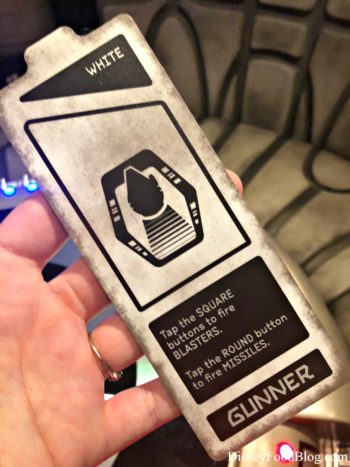 WHITE
Tap the SQUARE
buttons to fire
BLASTERS.
Tap the ROUND button
to fire MISSILES.
GUNNER
DisneyFoodBlog.com